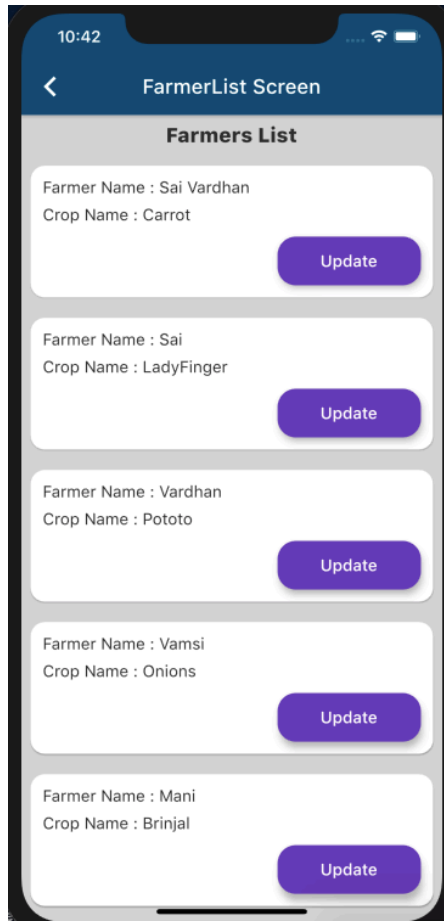 10:42
FarmerList Screen
Farmers List
Farmer Name : Sai Vardhan
Crop Name : Carrot
Update
Farmer Name : Sai
Crop Name : LadyFinger
Update
Farmer Name : Vardhan
Crop Name : Pototo
Update
Farmer Name : Vamsi
Crop Name : Onions
Update
Farmer Name : Mani
Crop Name : Brinjal
Update